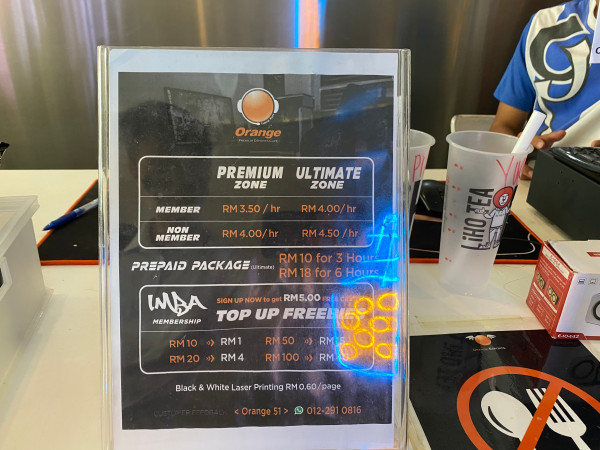 Orange
PREMIUM ZONE
ULTIMATE ZONE
MEMBER RM 3.50 / hr RM 4.00/ hr
NON MEMBER RM 4.00/ hr RM 4.50 / hr
PREPAID PACKAGE (Ultimate)
RM 10 for 3 Hours
RM 18 for 6 Hours
IMBA
MEMBERSHIP
SIGN UP NOW to get RM5.00 FREE
TOP UP
RM 10 RM 1 RM 50
RM 20 RM 4 RM 100
Black & White Laser Printing RM 0.60 / page
< Orange 51 > 012-291 0816
LiHO TEA